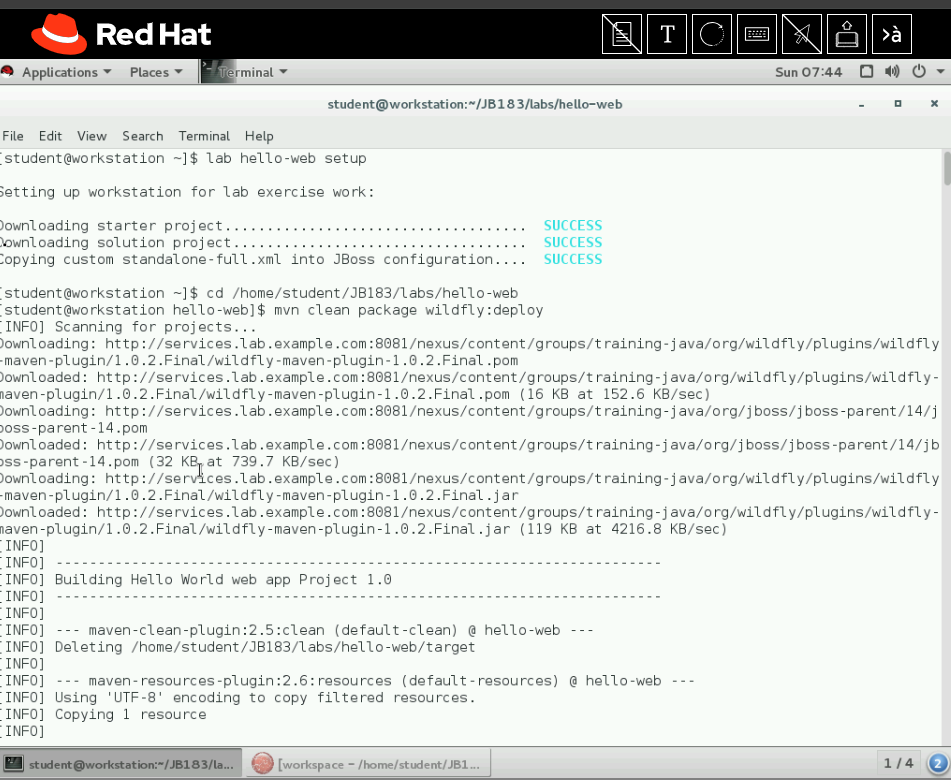 Red Hat
T
>à
Applications Places Terminal Sun 07:44
student@workstation:~/JB183/labs/hello-web
File Edit View Search Terminal Help
[student@workstation ~]$ lab hello-web setup
Setting up workstation for lab exercise work:
Downloading starter project.................................... SUCCESS
Downloading solution project................................... SUCCESS
Copying custom standalone-full.xml into JBoss configuration.... SUCCESS
[student@workstation ~]$ cd /home/student/JB183/labs/hello-web
[student@workstation hello-web]$ mvn clean package wildfly:deploy
[INFO] Scanning for projects...
Downloading: http://services.lab.example.com:8081/nexus/content/groups/training-java/org/wildfly/plugins/wildfly
-maven-plugin/1.0.2.Final/wildfly-maven-plugin-1.0.2.Final.pom
Downloaded: http://services.lab.example.com:8081/nexus/content/groups/training-java/org/wildfly/plugins/wildfly-
maven-plugin/1.0.2.Final/wildfly-maven-plugin-1.0.2.Final.pom (16 KB at 152.6 KB/sec)
Downloading: http://services.lab.example.com:8081/nexus/content/groups/training-java/org/jboss/jboss-parent/14/j
boss-parent-14.pom
Downloaded: http://services.lab.example.com:8081/nexus/content/groups/training-java/org/jboss/jboss-parent/14/jb
oss-parent-14.pom (32 KB at 739.7 KB/sec)
Downloading: http://services.lab.example.com:8081/nexus/content/groups/training-java/org/wildfly/plugins/wildfly
-maven-plugin/1.0.2.Final/wildfly-maven-plugin-1.0.2.Final.jar
Downloaded: http://services.lab.example.com:8081/nexus/content/groups/training-java/org/wildfly/plugins/wildfly-
maven-plugin/1.0.2.Final/wildfly-maven-plugin-1.0.2.Final.jar (119 KB at 4216.8 KB/sec)
[INFO]
[INFO] ------------------------------------------------------------------------
[INFO] Building Hello World web app Project 1.0
[INFO] ------------------------------------------------------------------------
[INFO]
[INFO] --- maven-clean-plugin:2.5:clean (default-clean) @ hello-web ---
[INFO] Deleting /home/student/JB183/labs/hello-web/target
[INFO]
[INFO] --- maven-resources-plugin:2.6:resources (default-resources) @ hello-web ---
[INFO] Using 'UTF-8' encoding to copy filtered resources.
[INFO] Copying 1 resource
[INFO]
student@workstation:~/JB183/la... [workspace – /home/student/JB1... 1 / 4 2